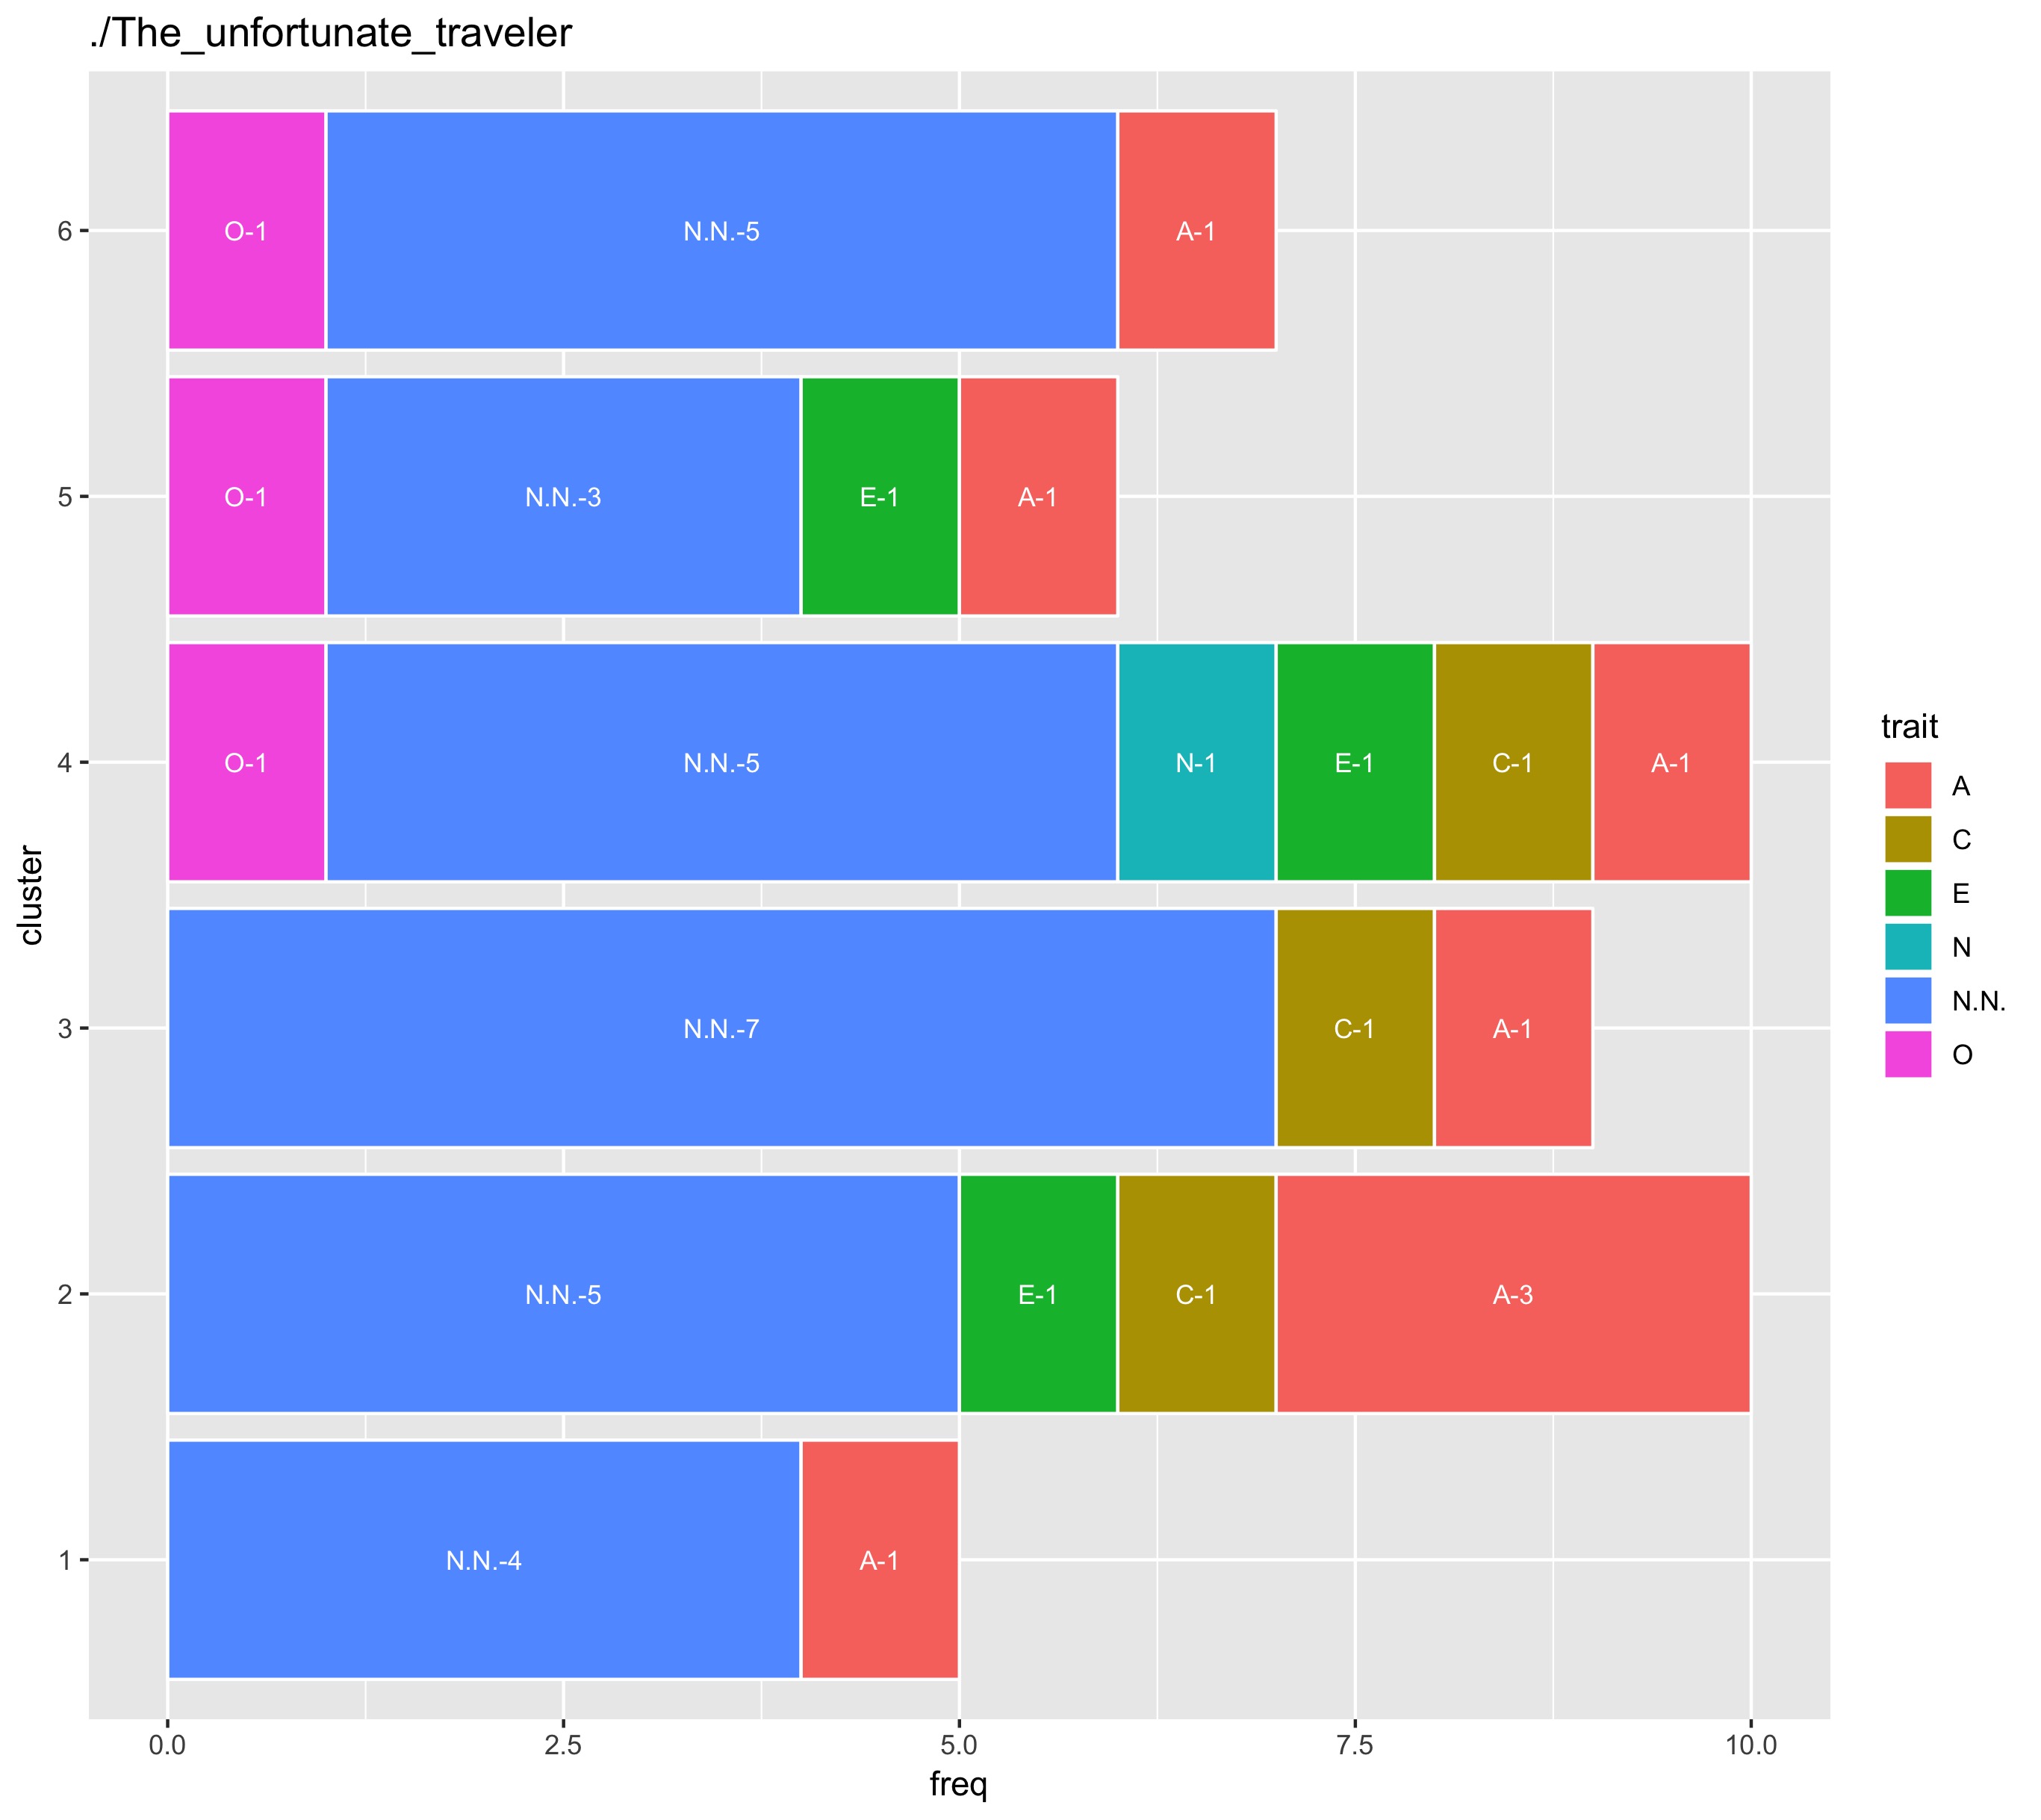 ./The_unfortunate_traveler
cluster
6
O-1 N.N.-5 A-1
5
O-1 N.N.-3 E-1 A-1
4
O-1 N.N.-5 N-1 E-1 C-1 A-1
3
N.N.-7 C-1 A-1
2
N.N.-5 E-1 C-1 A-3
1
N.N.-4 A-1
0.0 2.5 5.0 7.5 10.0
freq
trait
A
C
E
N
N.N.
O